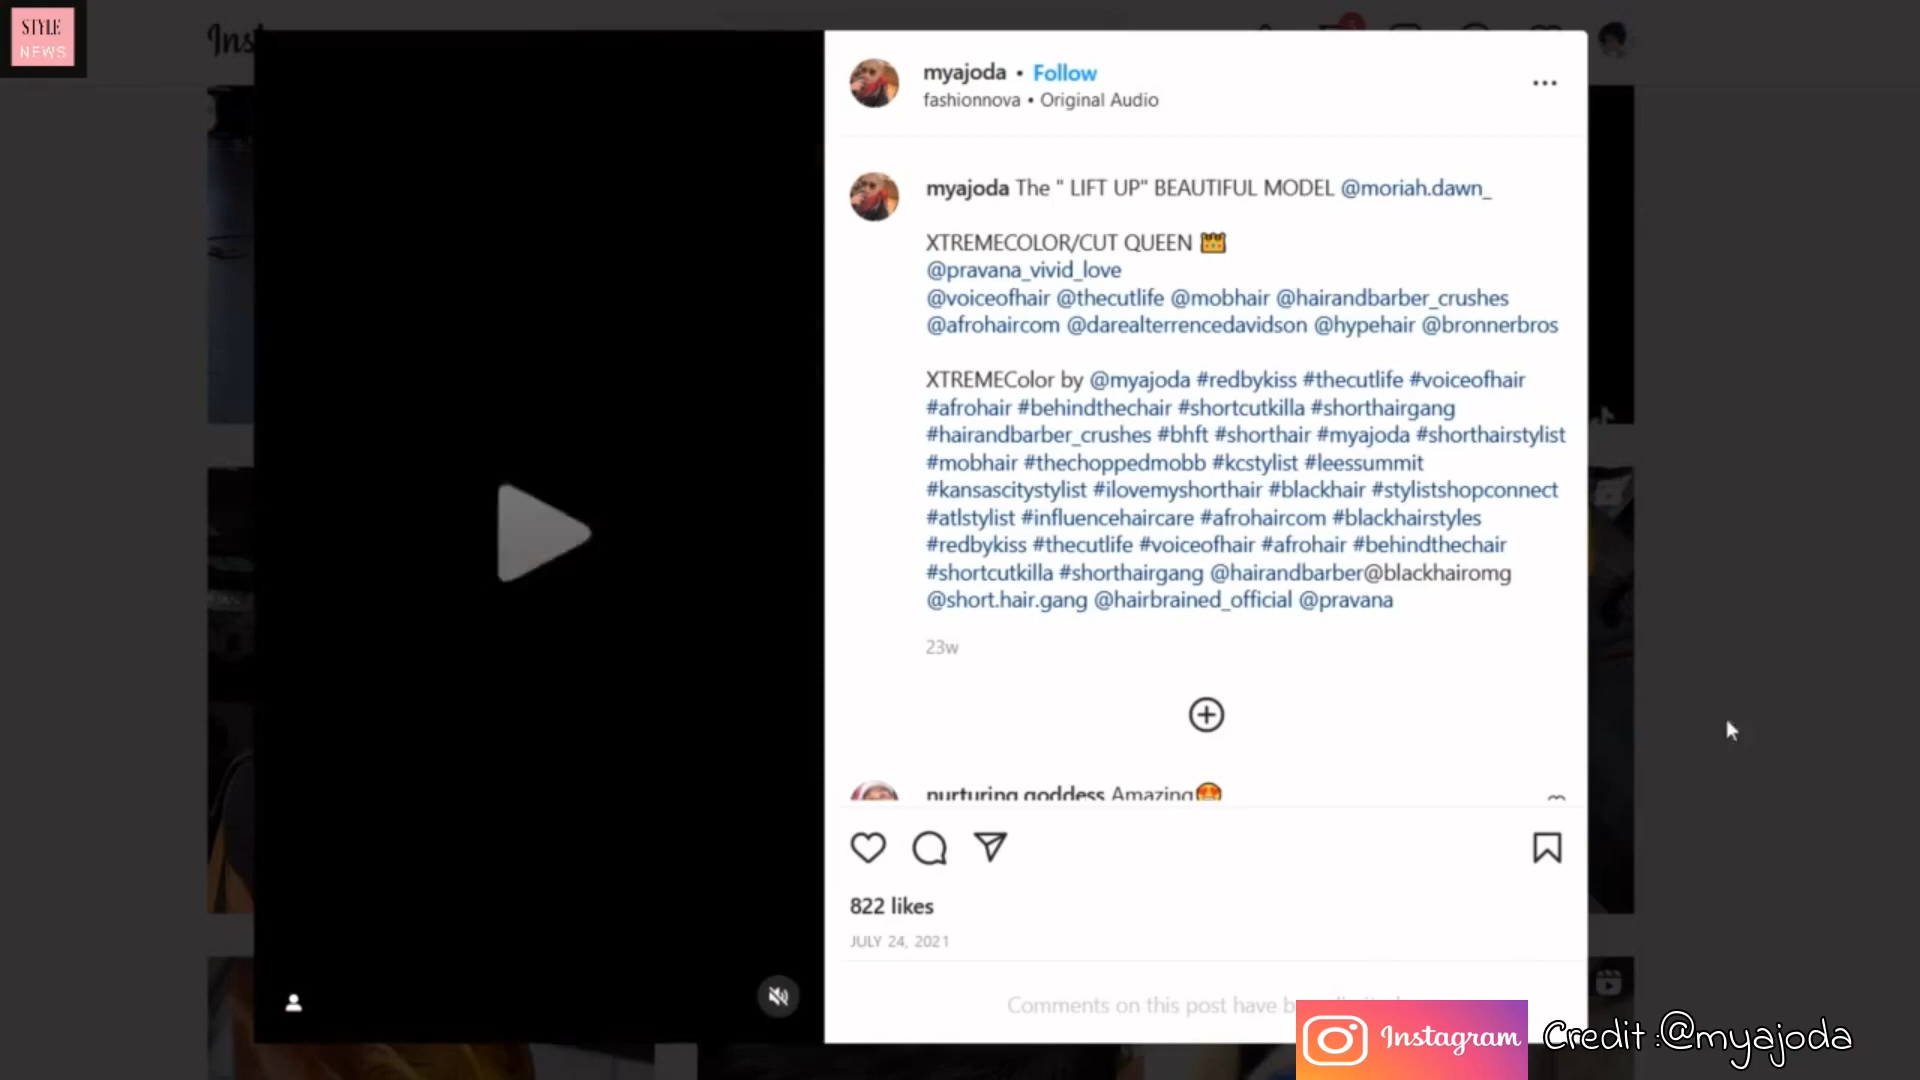 STYLE
NEWS
Ins
myajoda • Follow
fashionnova • Original Audio
myajoda The " LIFT UP" BEAUTIFUL MODEL @moriah.dawn_
XTREMECOLOR/CUT QUEEN 👑
@pravana_vivid_love
@voiceofhair @thecutlife @mobhair @hairandbarber_crushes
@afrohaircom @darealterrencedavidson @hypehair @bronnerbros
XTREMEColor by @myajoda #redbykiss #thecutlife #voiceofhair
#afrohair #behindthechair #shortcutkilla #shorthairgang
#hairandbarber_crushes #bhft #shorthair #myajoda #shorthairstylist
#mobhair #thechoppedmobb #kcstylist #leessummit
#kansascitystylist #ilovemyshorthair #blackhair #stylistshopconnect
#atlstylist #influencehaircare #afrohaircom #blackhairstyles
#redbykiss #thecutlife #voiceofhair #afrohair #behindthechair
#shortcutkilla #shorthairgang @hairandbarber@blackhairomg
@short.hair.gang @hairbrained_official @pravana
23w
nurturing goddess Amazing😍
822 likes
JULY 24, 2021
Comments on this post have b
Instagram
Credit :@myajoda